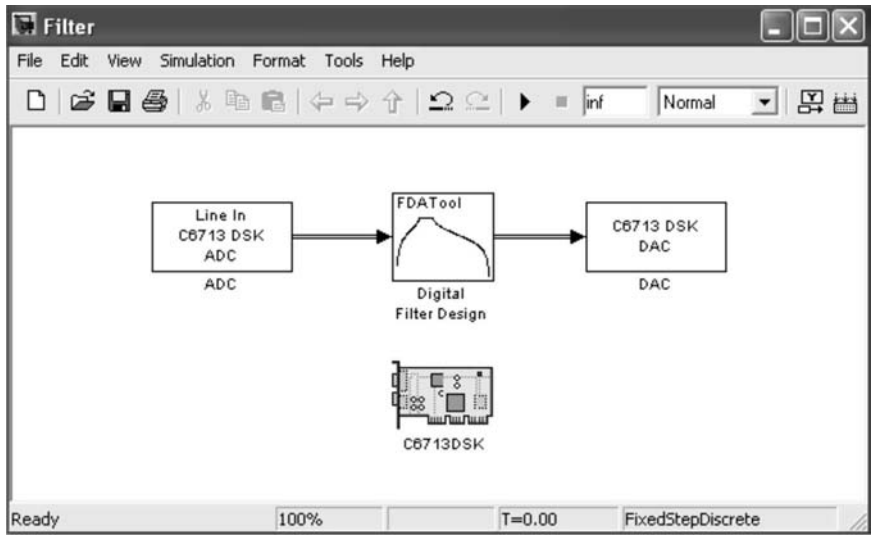 Filter
File Edit View Simulation Format Tools Help
inf Normal
Line In
C6713 DSK
ADC
ADC
FDATool
Digital
Filter Design
C6713 DSK
DAC
DAC
C6713DSK
Ready 100% T=0.00 FixedStepDiscrete